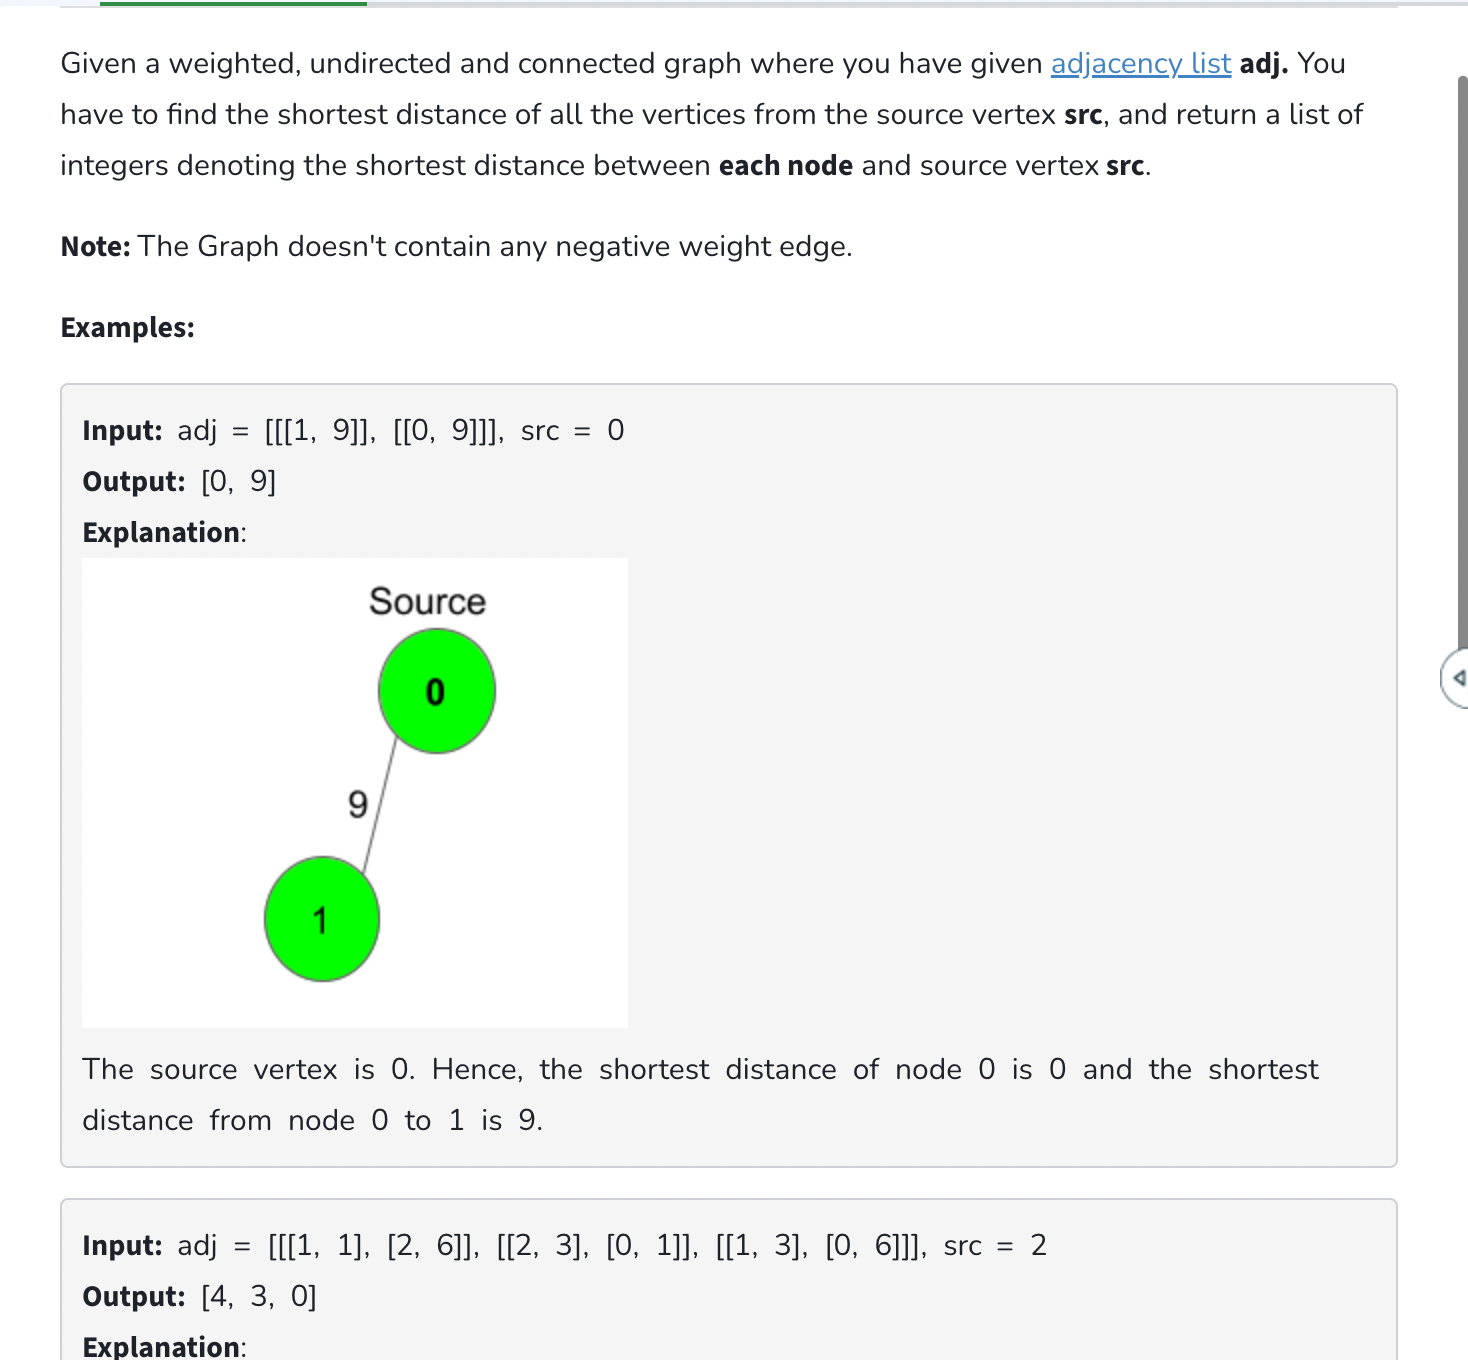 Given a weighted, undirected and connected graph where you have given adjacency list adj. You
have to find the shortest distance of all the vertices from the source vertex src, and return a list of
integers denoting the shortest distance between each node and source vertex src.
Note: The Graph doesn't contain any negative weight edge.
Examples:
Input: adj = [[[1, 9]], [[0, 9]]], src = 0
Output: [0, 9]
Explanation:
Source
0
9
1
The source vertex is 0. Hence, the shortest distance of node 0 is 0 and the shortest
distance from node 0 to 1 is 9.
Input: adj = [[[1, 1], [2, 6]], [[2, 3], [0, 1]], [[1, 3], [0, 6]]], src = 2
Output: [4, 3, 0]
Explanation: